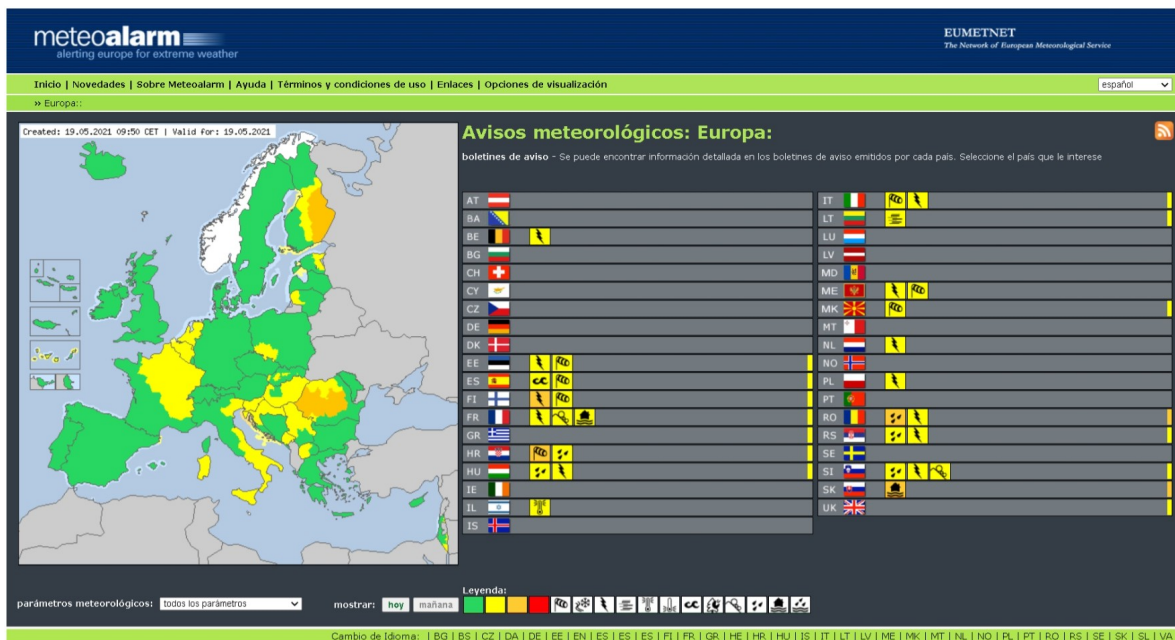 meteoalarm
alerting europe for extreme weather
EUMETNET
The Network of European Meteorological Service
Inicio | Novedades | Sobre Meteoalarm | Ayuda | Términos y condiciones de uso | Enlaces | Opciones de visualización
español
» Europa::
Created: 19.05.2021 09:50 CET | Valid for: 19.05.2021
Avisos meteorológicos: Europa:
boletines de aviso - Se puede encontrar información detallada en los boletines de aviso emitidos por cada país. Seleccione el país que le interese
AT
BA
BE
BG
CH
CY
CZ
DE
DK
EE
ES
FI
FR
GR
HR
HU
IE
IL
IS
IT
LT
LU
LV
MD
ME
MK
MT
NL
NO
PL
PT
RO
RS
SE
SI
SK
UK
Leyenda:
parámetros meteorológicos: todos los parámetros
mostrar: hoy mañana
Cambio de Idioma: | BG | BS | CZ | DA | DE | EE | EN | ES | ES | ES | FI | FR | GR | HE | HR | HU | IS | IT | LT | LV | ME | MK | MT | NL | NO | PL | PT | RO | RS | SE | SK | SL | VA